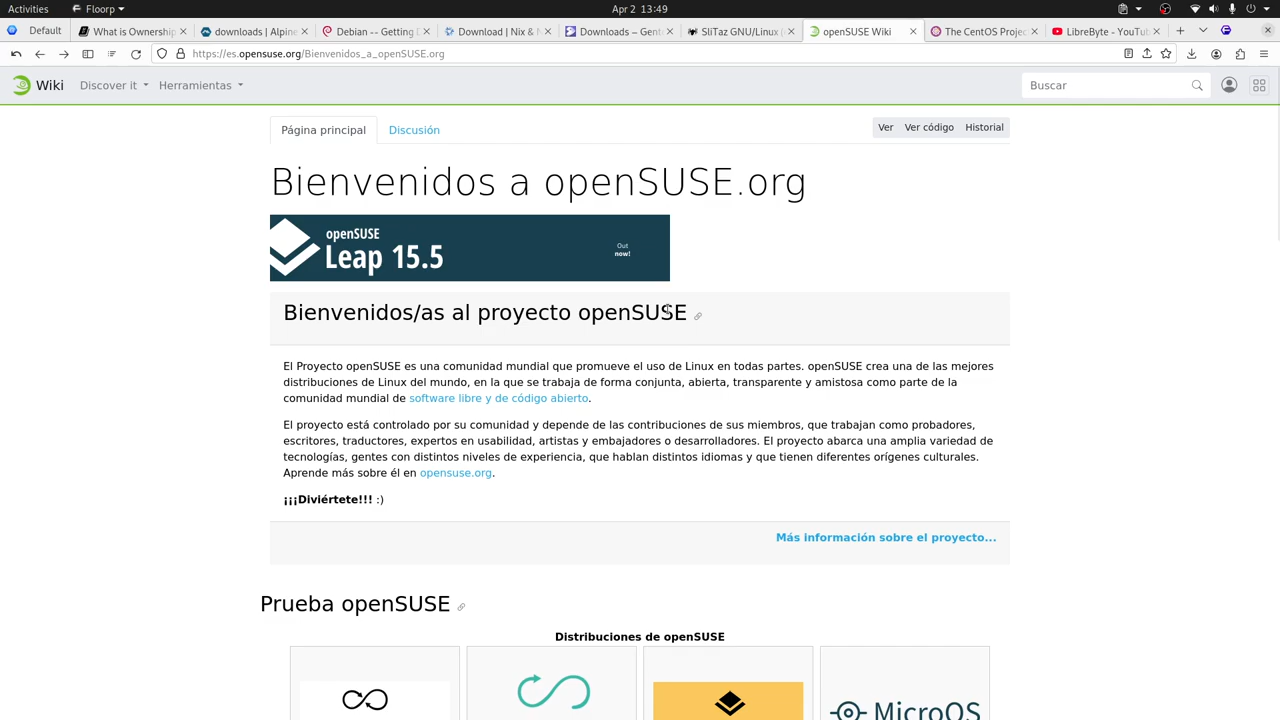 Activities
Floorp
Apr 2 13:49
Default
What is Ownership
downloads | Alpine
Debian -- Getting
Download | Nix &
Downloads – Gent
SliTaz GNU/Linux (
openSUSE Wiki
The CentOS Projec
LibreByte - YouTu
https://es.opensuse.org/Bienvenidos_a_openSUSE.org
Wiki
Discover it
Herramientas
Buscar
Página principal
Discusión
Ver
Ver código
Historial
Bienvenidos a openSUSE.org
openSUSE
Leap 15.5
Out
now!
Bienvenidos/as al proyecto openSUSE
El Proyecto openSUSE es una comunidad mundial que promueve el uso de Linux en todas partes. openSUSE crea una de las mejores
distribuciones de Linux del mundo, en la que se trabaja de forma conjunta, abierta, transparente y amistosa como parte de la
comunidad mundial de software libre y de código abierto.
El proyecto está controlado por su comunidad y depende de las contribuciones de sus miembros, que trabajan como probadores,
escritores, traductores, expertos en usabilidad, artistas y embajadores o desarrolladores. El proyecto abarca una amplia variedad de
tecnologías, gentes con distintos niveles de experiencia, que hablan distintos idiomas y que tienen diferentes orígenes culturales.
Aprende más sobre él en opensuse.org.
¡¡¡Diviértete!!! :)
Más información sobre el proyecto...
Prueba openSUSE
Distribuciones de openSUSE
MicroOS